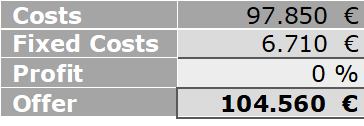 Costs 97.850 €
Fixed Costs 6.710 €
Profit 0 %
Offer 104.560 €